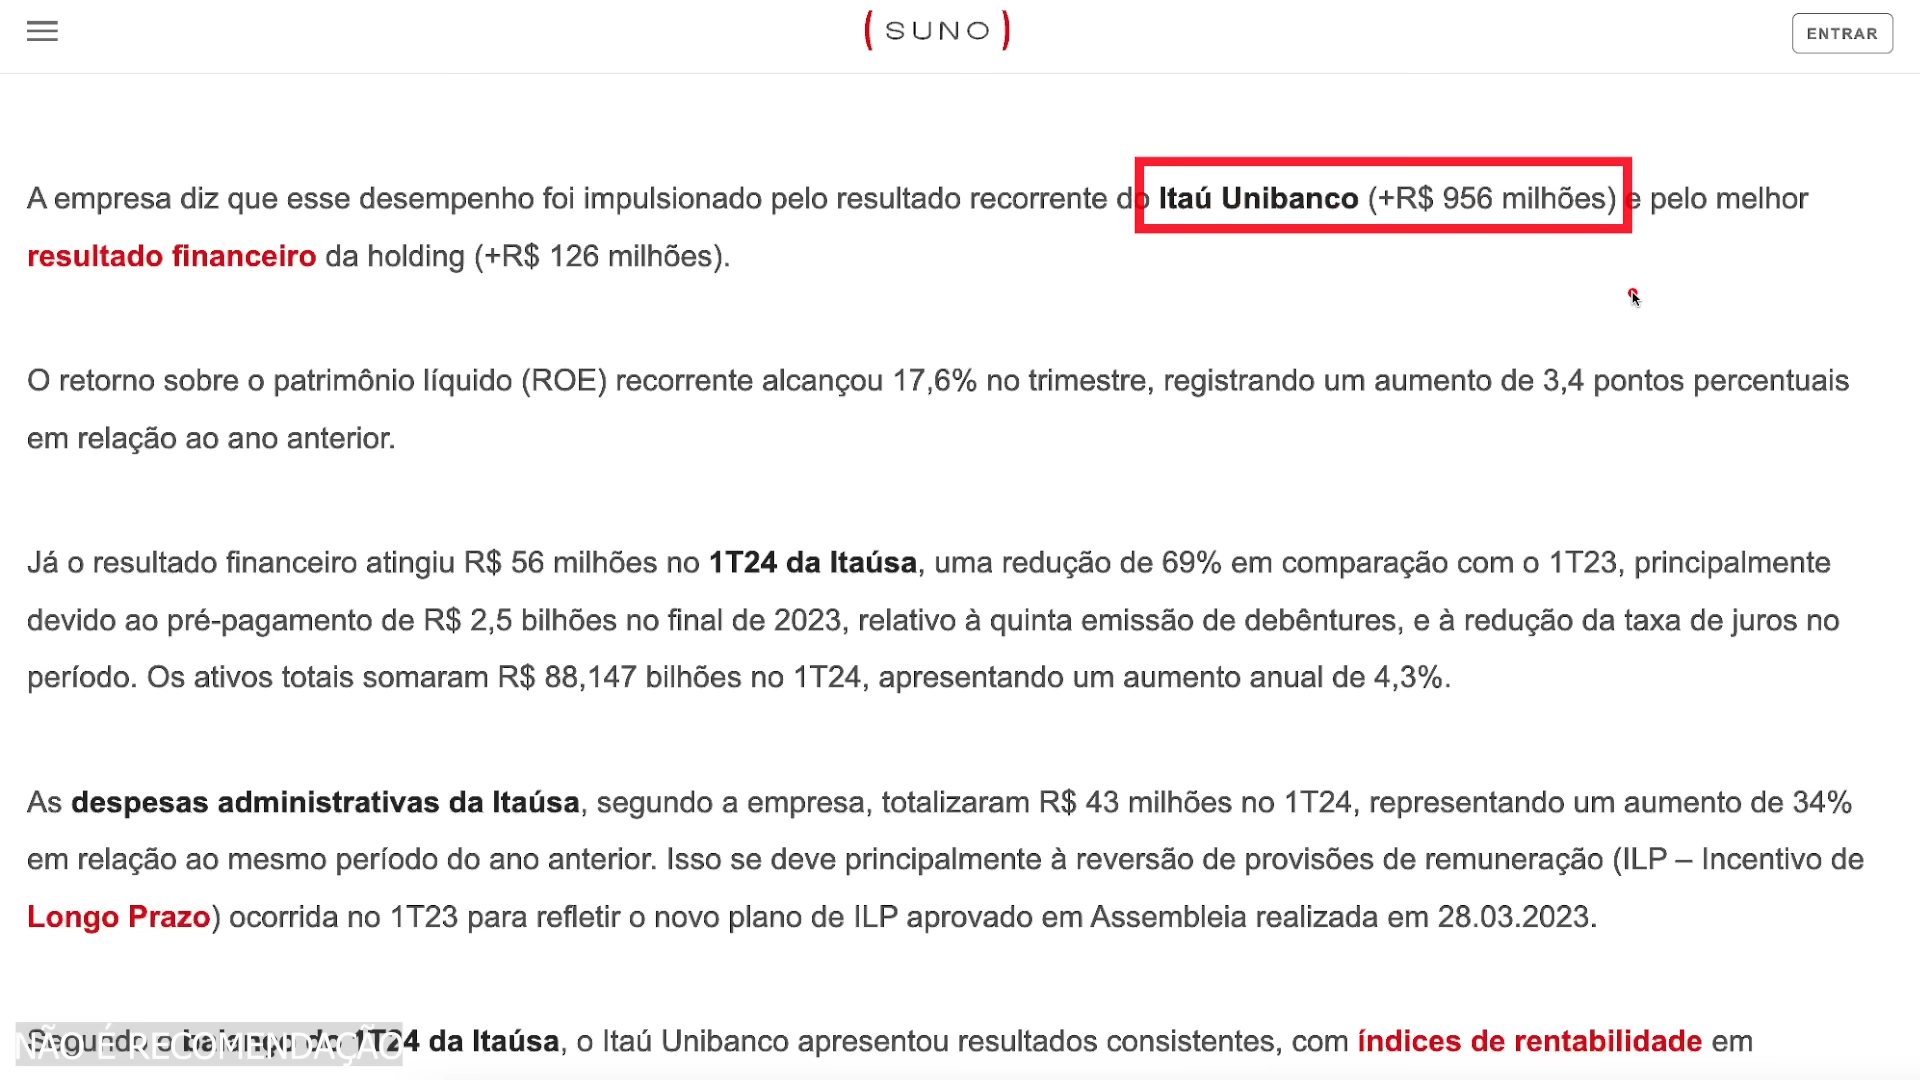 ( SUNO )
ENTRAR
A empresa diz que esse desempenho foi impulsionado pelo resultado recorrente do Itaú Unibanco (+R$ 956 milhões) e pelo melhor
resultado financeiro da holding (+R$ 126 milhões).
O retorno sobre o patrimônio líquido (ROE) recorrente alcançou 17,6% no trimestre, registrando um aumento de 3,4 pontos percentuais
em relação ao ano anterior.
Já o resultado financeiro atingiu R$ 56 milhões no 1T24 da Itaúsa, uma redução de 69% em comparação com o 1T23, principalmente
devido ao pré-pagamento de R$ 2,5 bilhões no final de 2023, relativo à quinta emissão de debêntures, e à redução da taxa de juros no
período. Os ativos totais somaram R$ 88,147 bilhões no 1T24, apresentando um aumento anual de 4,3%.
As despesas administrativas da Itaúsa, segundo a empresa, totalizaram R$ 43 milhões no 1T24, representando um aumento de 34%
em relação ao mesmo período do ano anterior. Isso se deve principalmente à reversão de provisões de remuneração (ILP – Incentivo de
Longo Prazo) ocorrida no 1T23 para refletir o novo plano de ILP aprovado em Assembleia realizada em 28.03.2023.
Segundo o balanço do 1T24 da Itaúsa, o Itaú Unibanco apresentou resultados consistentes, com índices de rentabilidade em
NÃO É RECOMENDAÇÃO